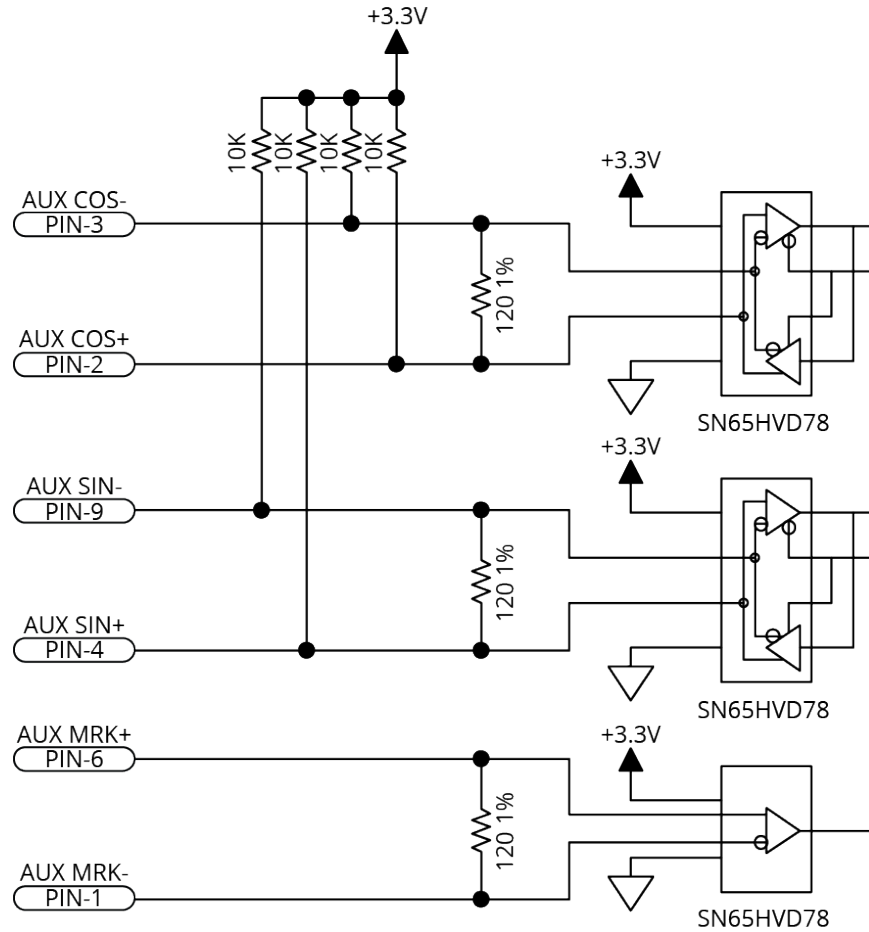 +3.3V
10K
10K
10K
10K
+3.3V
AUX COS-
PIN-3
120 1%
AUX COS+
PIN-2
SN65HVD78
+3.3V
AUX SIN-
PIN-9
120 1%
AUX SIN+
PIN-4
SN65HVD78
AUX MRK+
PIN-6
+3.3V
120 1%
AUX MRK-
PIN-1
SN65HVD78